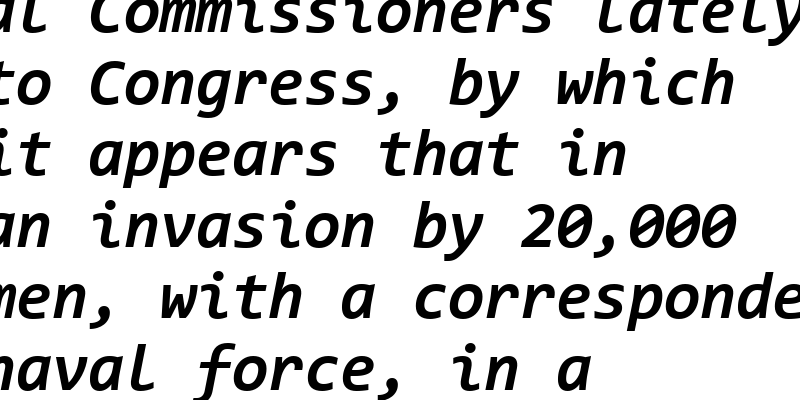 al Commissioners lately
to Congress, by which
it appears that in
an invasion by 20,000
men, with a corresponde
naval force, in a